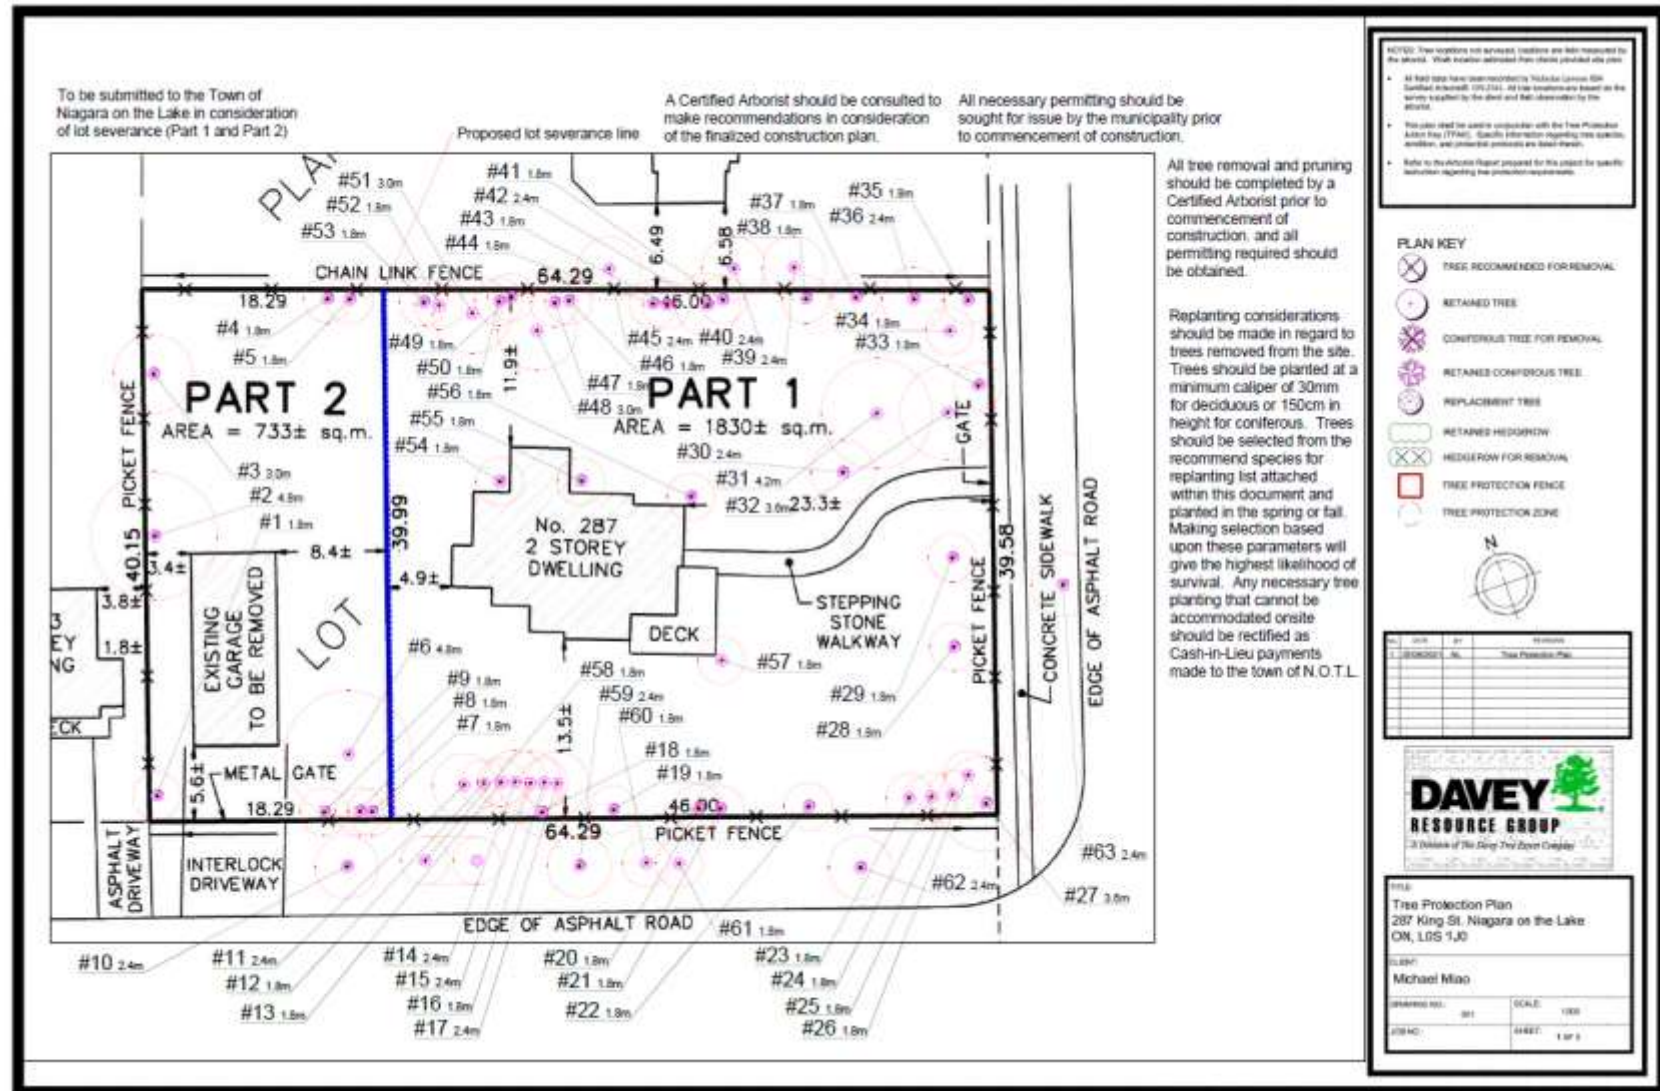 To be submitted to the Town of
Niagara on the Lake in consideration
of lot severance (Part 1 and Part 2)
Proposed lot severance line
A Certified Arborist should be consulted to
make recommendations in consideration
of the finalized construction plan.
All necessary permitting should be
sought for issue by the municipality prior
to commencement of construction.
All tree removal and pruning
should be completed by a
Certified Arborist prior to
commencement of
construction, and all
permitting required should
be obtained.
Replanting considerations
should be made in regard to
trees removed from the site.
Trees should be planted at a
minimum caliper of 30mm
for deciduous or 150cm in
height for coniferous. Trees
should be selected from the
recommend species for
replanting list attached
within this document and
planted in the spring or fall.
Making selection based
upon these parameters will
give the highest likelihood of
survival. Any necessary tree
planting that cannot be
accommodated onsite
should be rectified as
Cash-in-Lieu payments
made to the town of N.O.T.L.
#51 3.0m
#52 1.8m
#53 1.8m
#41 1.8m
#42 2.4m
#43 1.8m
#44 1.8m
#37 1.8m
#38 1.8m
#35 1.8m
#36 2.4m
6.49
6.58
CHAIN LINK FENCE
64.29
18.29
46.00
#4 1.8m
#5 1.8m
#49 1.8m
#50 1.8m
#56 1.8m
#55 1.8m
#54 1.8m
11.9±
#45 2.4m
#40 2.4m
#46 1.8m
#39 2.4m
#47 1.8m
#48 3.0m
#34 1.8m
#33 1.8m
PART 2
AREA = 733± sq.m.
PART 1
AREA = 1830± sq.m.
PICKET FENCE
#3 3.0m
#2 4.8m
#1 1.8m
#30 2.4m
#31 4.2m
#32 3.6m
23.3±
GATE
40.15
3.4±
8.4±
39.99
4.9±
3.8±
1.8±
No. 287
2 STOREY
DWELLING
DECK
STEPPING
STONE
WALKWAY
PICKET FENCE
39.58
CONCRETE SIDEWALK
EDGE OF ASPHALT ROAD
EXISTING
GARAGE
TO BE REMOVED
LOT
#6 4.8m
#9 1.8m
#8 1.8m
#7 1.8m
#58 1.8m
#59 2.4m
#60 1.8m
#57 1.8m
#29 1.8m
#28 1.8m
13.5±
#18 1.8m
#19 1.8m
5.6±
METAL GATE
18.29
46.00
64.29
PICKET FENCE
ASPHALT
DRIVEWAY
INTERLOCK
DRIVEWAY
#63 2.4m
#62 2.4m
#27 3.6m
EDGE OF ASPHALT ROAD
#61 1.8m
#10 2.4m
#11 2.4m
#12 1.8m
#13 1.8m
#14 2.4m
#15 2.4m
#16 1.8m
#17 2.4m
#20 1.8m
#21 1.8m
#22 1.8m
#23 1.8m
#24 1.8m
#25 1.8m
#26 1.8m
PLAN KEY
TREE RECOMMENDED FOR REMOVAL
RETAINED TREE
CONIFEROUS TREE FOR REMOVAL
RETAINED CONIFEROUS TREE
REPLACEMENT TREE
RETAINED HEDGEROW
HEDGEROW FOR REMOVAL
TREE PROTECTION FENCE
TREE PROTECTION ZONE
N
Tree Protection Plan
DAVEY
RESOURCE GROUP
A Division of The Davey Tree Expert Company
TITLE:
Tree Protection Plan
287 King St. Niagara on the Lake
ON, L0S 1J0
CLIENT:
Michael Miao
SCALE:
SHEET: